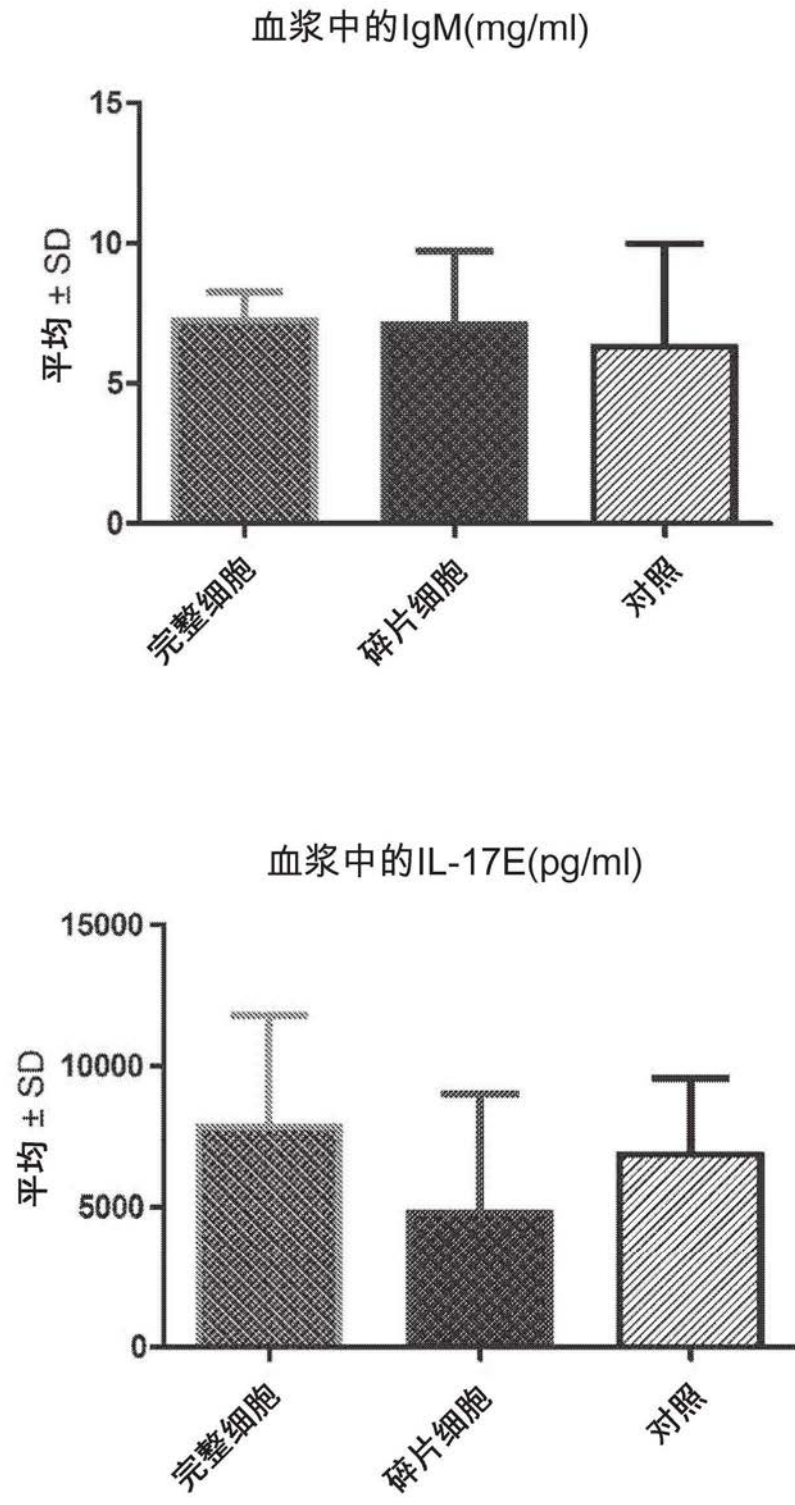 血浆中的IgM(mg/ml)
15
10
5
0
平均 ± SD
完整细胞
碎片细胞
对照
血浆中的IL-17E(pg/ml)
15000
10000
5000
0
平均 ± SD
完整细胞
碎片细胞
对照